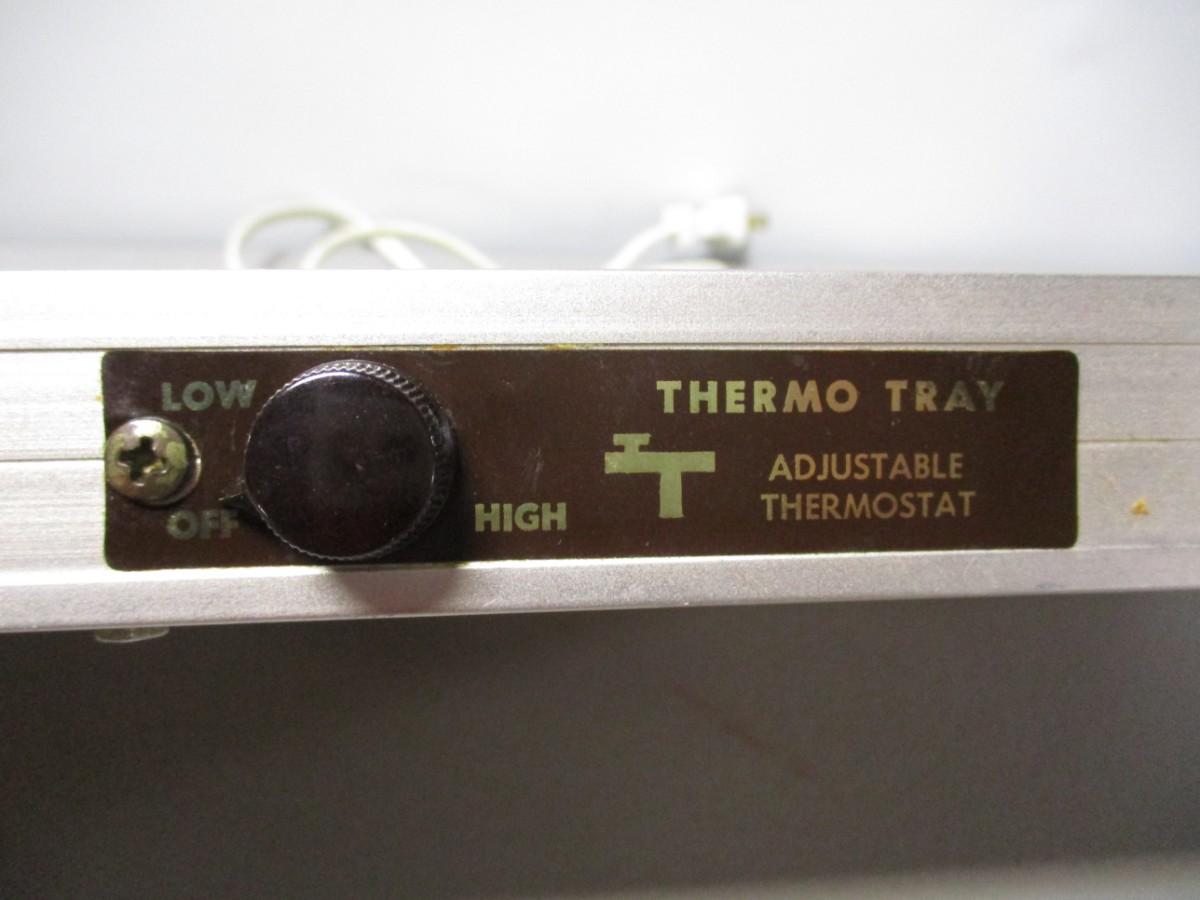 LOW
OFF
HIGH
THERMO TRAY
ADJUSTABLE
THERMOSTAT